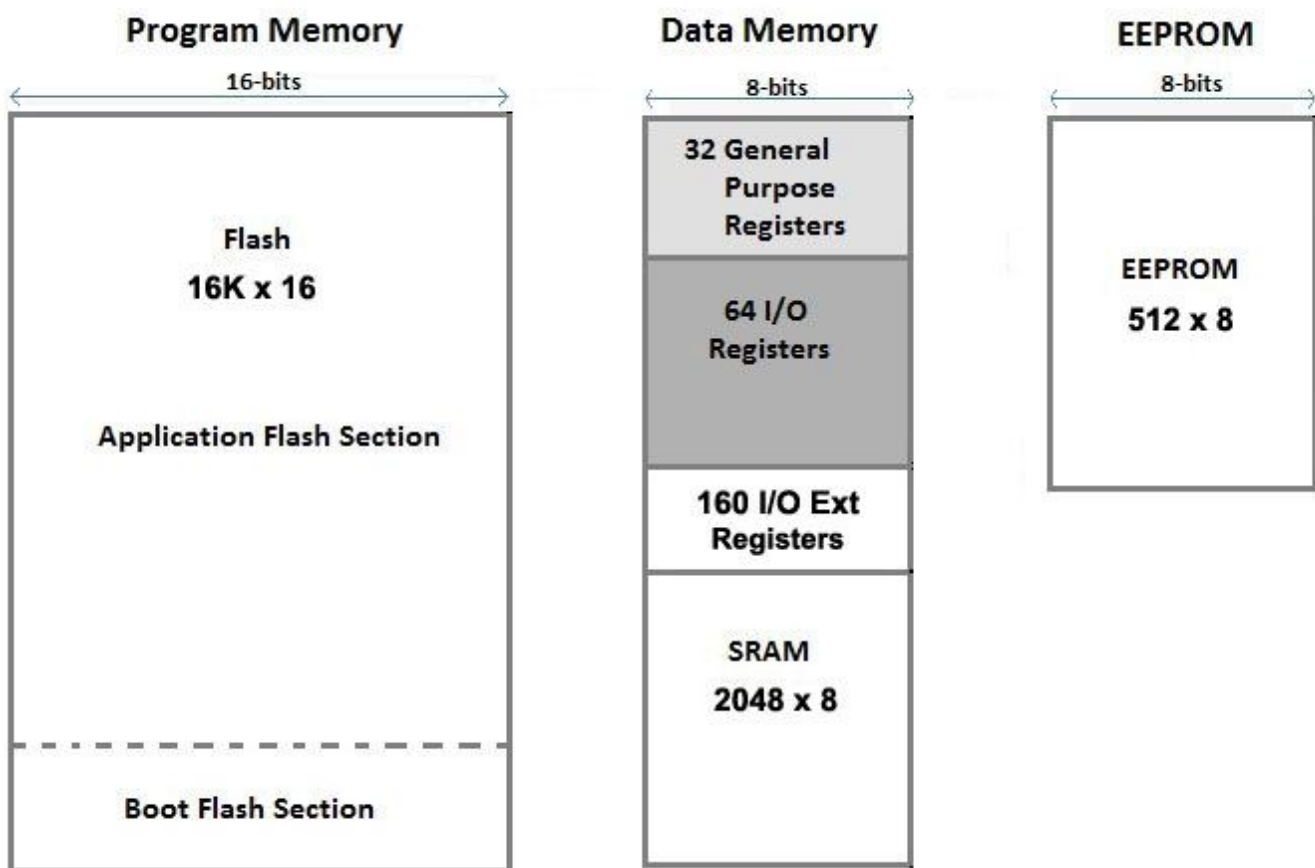 Program Memory
16-bits
Flash
16K x 16
Application Flash Section
Boot Flash Section
Data Memory
8-bits
32 General
Purpose
Registers
64 I/O
Registers
160 I/O Ext
Registers
SRAM
2048 x 8
EEPROM
8-bits
EEPROM
512 x 8